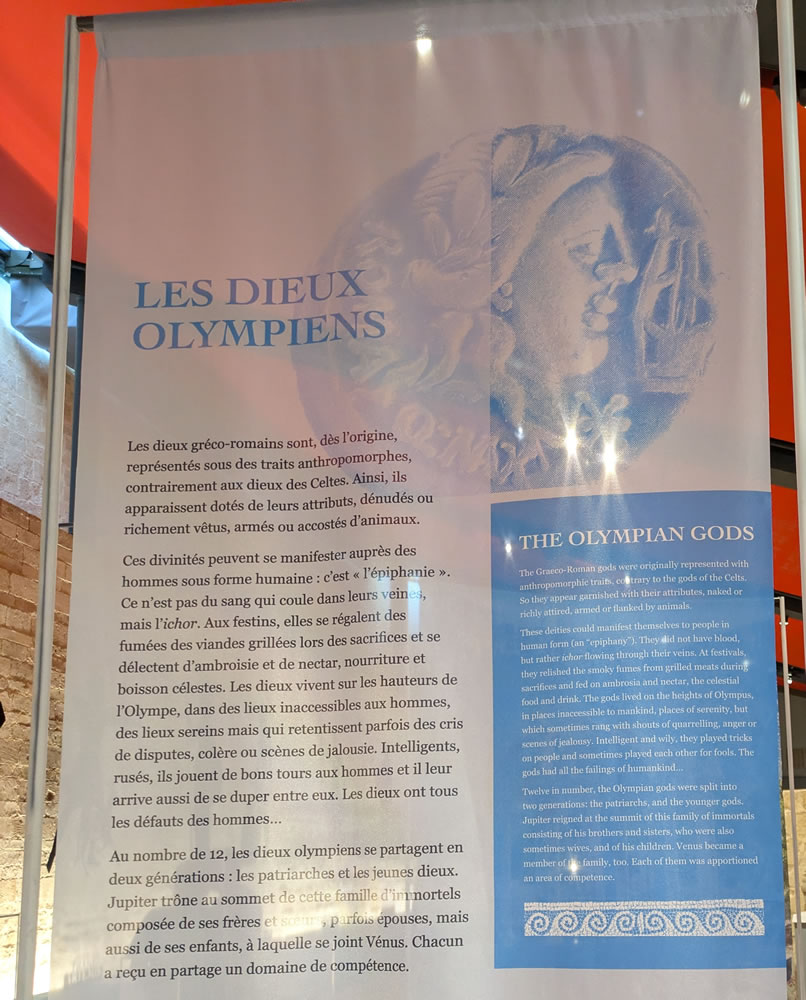 LES DIEUX
OLYMPIENS
Les dieux gréco-romains sont, dès l'origine,
représentés sous des traits anthropomorphes,
contrairement aux dieux des Celtes. Ainsi, ils
apparaissent dotés de leurs attributs, dénudés ou
richement vêtus, armés ou accostés d'animaux.
Ces divinités peuvent se manifester auprès des
hommes sous forme humaine : c'est « l'épiphanie ».
Ce n'est pas du sang qui coule dans leurs veines,
mais l'ichor. Aux festins, elles se régalent des
fumées des viandes grillées lors des sacrifices et se
délectent d'ambroisie et de nectar, nourriture et
boisson célestes. Les dieux vivent sur les hauteurs de
l'Olympe, dans des lieux inaccessibles aux hommes,
des lieux sereins mais qui retentissent parfois des cris
de disputes, colère ou scènes de jalousie. Intelligents,
rusés, ils jouent de bons tours aux hommes et il leur
arrive aussi de se duper entre eux. Les dieux ont tous
les défauts des hommes...
Au nombre de 12, les dieux olympiens se partagent en
deux générations : les patriarches et les jeunes dieux.
Jupiter trône au sommet de cette famille d'immortels
composée de ses frères et sœurs, parfois épouses, mais
aussi de ses enfants, à laquelle se joint Vénus. Chacun
a reçu en partage un domaine de compétence.
THE OLYMPIAN GODS
The Graeco-Roman gods were originally represented with
anthropomorphic traits, contrary to the gods of the Celts.
So they appear garnished with their attributes, naked or
richly attired, armed or flanked by animals.
These deities could manifest themselves to people in
human form (an "epiphany"). They did not have blood,
but rather ichor flowing through their veins. At festivals,
they relished the smoky fumes from grilled meats during
sacrifices and fed on ambrosia and nectar, the celestial
food and drink. The gods lived on the heights of Olympus,
in places inaccessible to mankind, places of serenity, but
which sometimes rang with shouts of quarrelling, anger or
scenes of jealousy. Intelligent and wily, they played tricks
on people and sometimes played each other for fools. The
gods had all the failings of humankind...
Twelve in number, the Olympian gods were split into
two generations: the patriarchs, and the younger gods.
Jupiter reigned at the summit of this family of immortals
consisting of his brothers and sisters, who were also
sometimes wives, and of his children. Venus became a
member of the family, too. Each of them was apportioned
an area of competence.